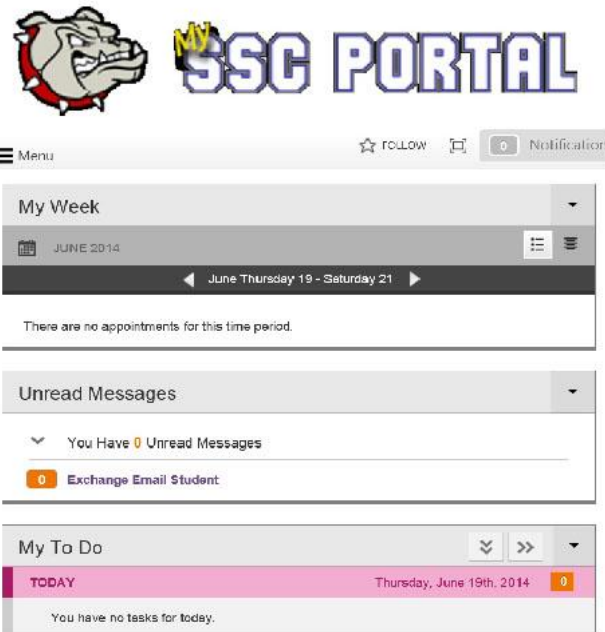 My SSC PORTAL
Menu
FOLLOW
0 Notification
My Week
JUNE 2014
June Thursday 19 - Saturday 21
There are no appointments for this time period.
Unread Messages
You Have 0 Unread Messages
0 Exchange Email Student
My To Do
TODAY Thursday, June 19th, 2014 0
You have no tasks for today.